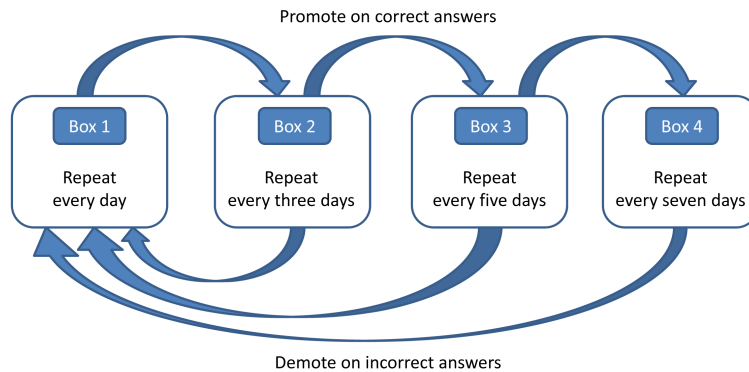 Promote on correct answers
Box 1
Repeat
every day
Box 2
Repeat
every three days
Box 3
Repeat
every five days
Box 4
Repeat
every seven days
Demote on incorrect answers